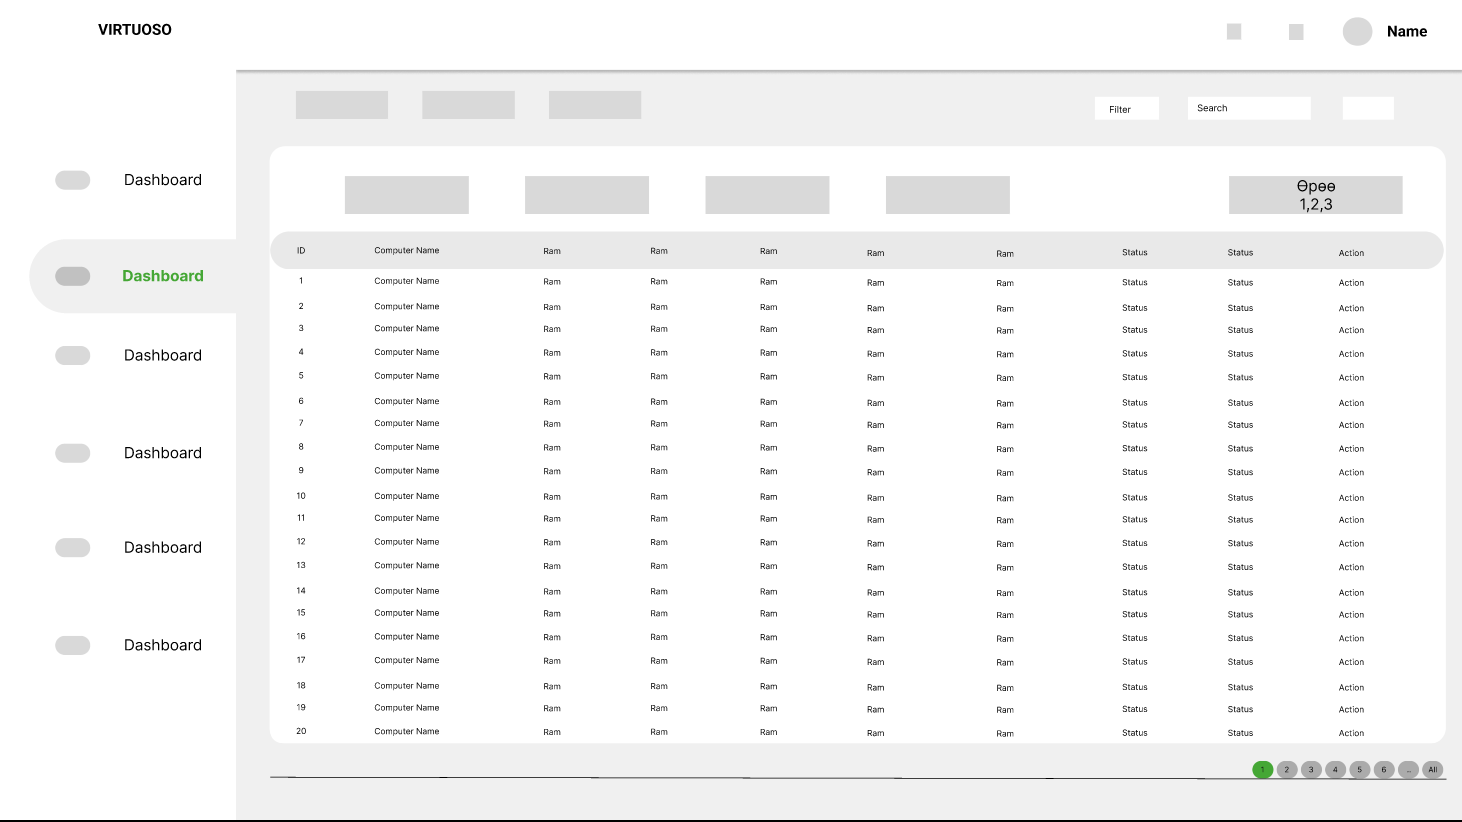 VIRTUOSO
Name
Filter
Search
Dashboard
Dashboard
Dashboard
Dashboard
Dashboard
Dashboard
Өрөө
1,2,3
ID Computer Name Ram Ram Ram Ram Ram Status Status Action
1 Computer Name Ram Ram Ram Ram Ram Status Status Action
2 Computer Name Ram Ram Ram Ram Ram Status Status Action
3 Computer Name Ram Ram Ram Ram Ram Status Status Action
4 Computer Name Ram Ram Ram Ram Ram Status Status Action
5 Computer Name Ram Ram Ram Ram Ram Status Status Action
6 Computer Name Ram Ram Ram Ram Ram Status Status Action
7 Computer Name Ram Ram Ram Ram Ram Status Status Action
8 Computer Name Ram Ram Ram Ram Ram Status Status Action
9 Computer Name Ram Ram Ram Ram Ram Status Status Action
10 Computer Name Ram Ram Ram Ram Ram Status Status Action
11 Computer Name Ram Ram Ram Ram Ram Status Status Action
12 Computer Name Ram Ram Ram Ram Ram Status Status Action
13 Computer Name Ram Ram Ram Ram Ram Status Status Action
14 Computer Name Ram Ram Ram Ram Ram Status Status Action
15 Computer Name Ram Ram Ram Ram Ram Status Status Action
16 Computer Name Ram Ram Ram Ram Ram Status Status Action
17 Computer Name Ram Ram Ram Ram Ram Status Status Action
18 Computer Name Ram Ram Ram Ram Ram Status Status Action
19 Computer Name Ram Ram Ram Ram Ram Status Status Action
20 Computer Name Ram Ram Ram Ram Ram Status Status Action
1 2 3 4 5 6 ... All